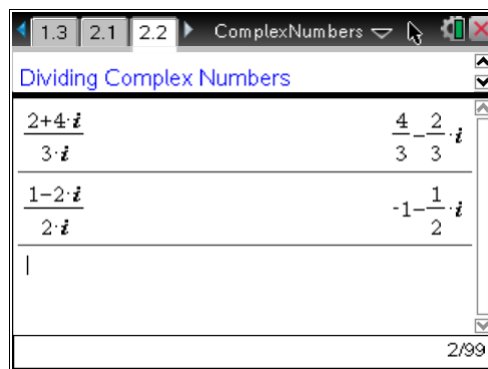 1.3 2.1 2.2 ComplexNumbers
Dividing Complex Numbers
2+4·i
3·i
4/3-2/3·i
1-2·i
2·i
-1-1/2·i
2/99